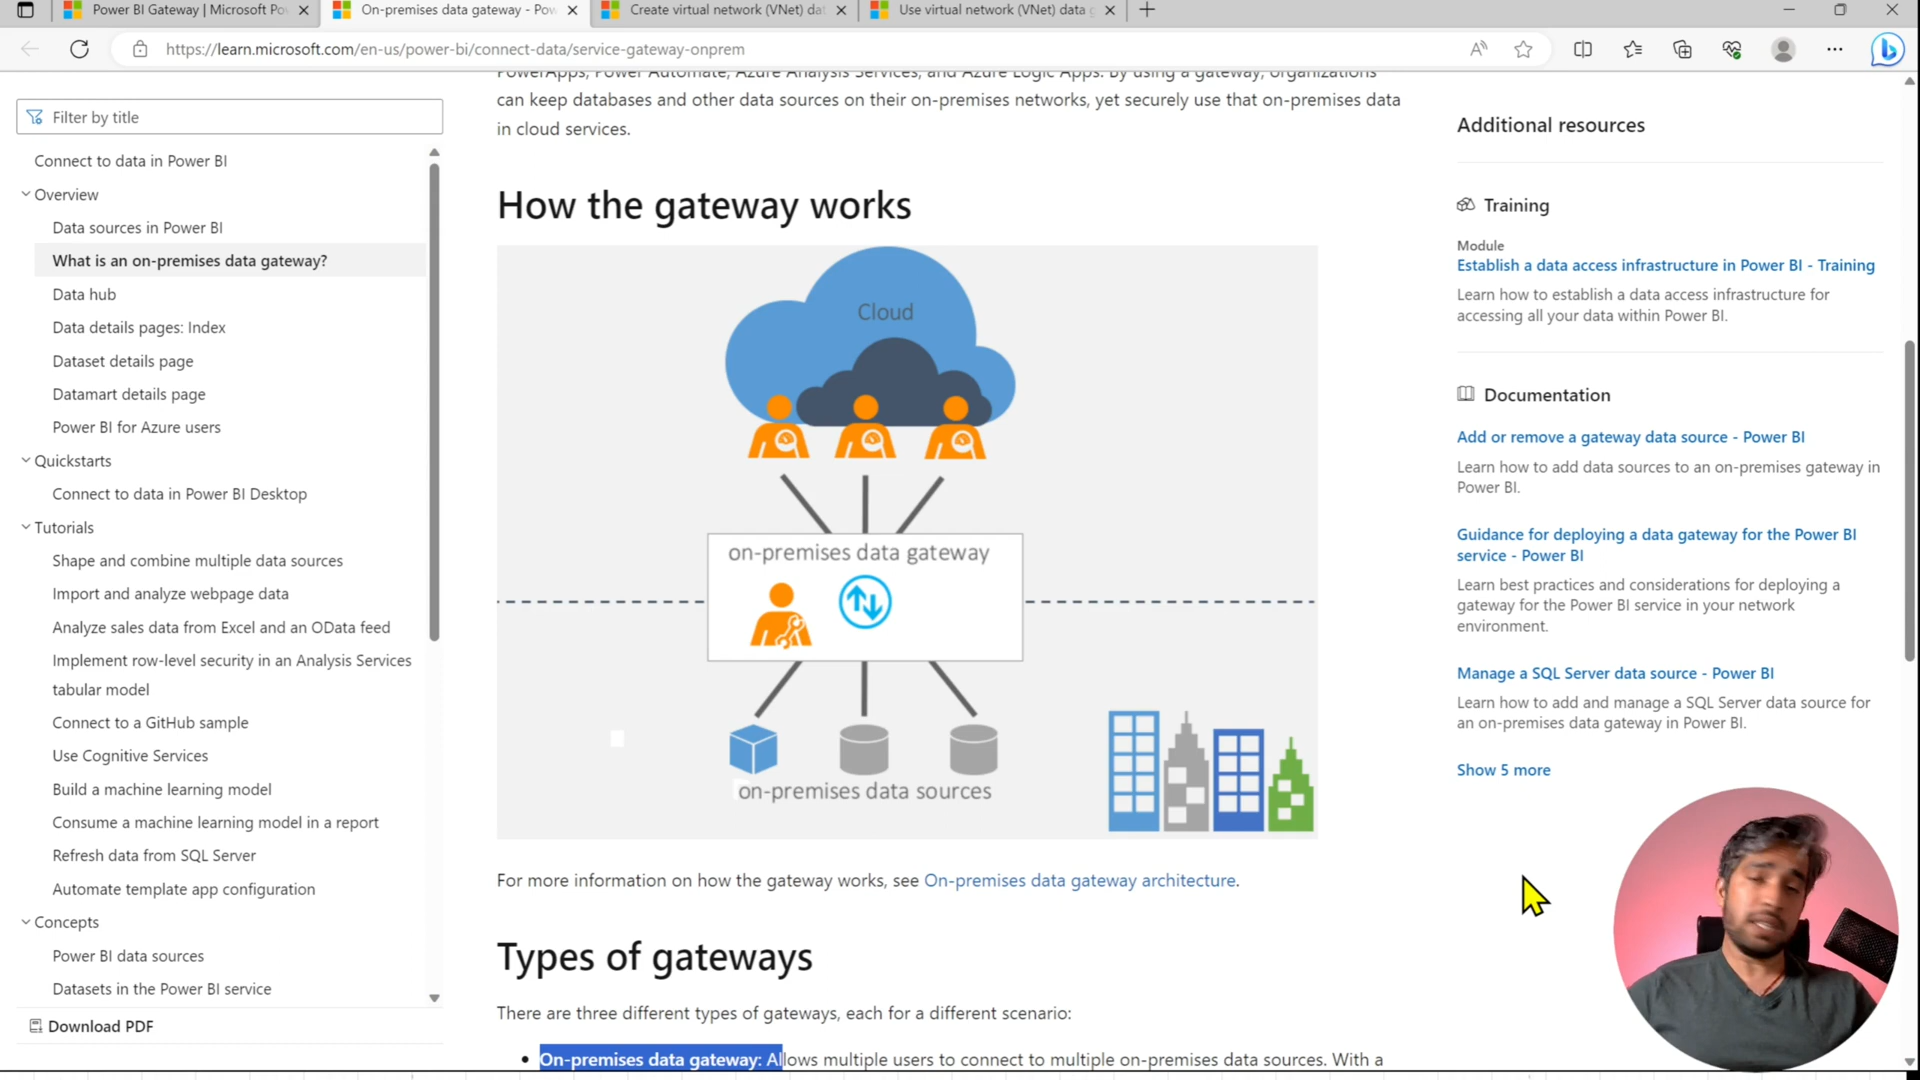 Power BI Gateway | Microsoft Po
On-premises data gateway - Pow
Create virtual network (VNet) dat
Use virtual network (VNet) data g
https://learn.microsoft.com/en-us/power-bi/connect-data/service-gateway-onprem
Filter by title
Connect to data in Power BI
Overview
Data sources in Power BI
What is an on-premises data gateway?
Data hub
Data details pages: Index
Dataset details page
Datamart details page
Power BI for Azure users
Quickstarts
Connect to data in Power BI Desktop
Tutorials
Shape and combine multiple data sources
Import and analyze webpage data
Analyze sales data from Excel and an OData feed
Implement row-level security in an Analysis Services
tabular model
Connect to a GitHub sample
Use Cognitive Services
Build a machine learning model
Consume a machine learning model in a report
Refresh data from SQL Server
Automate template app configuration
Concepts
Power BI data sources
Datasets in the Power BI service
Download PDF
PowerApps, Power Automate, Azure Analysis Services, and Azure Logic Apps. By using a gateway, organizations
can keep databases and other data sources on their on-premises networks, yet securely use that on-premises data
in cloud services.
How the gateway works
Cloud
on-premises data gateway
on-premises data sources
For more information on how the gateway works, see On-premises data gateway architecture.
Types of gateways
There are three different types of gateways, each for a different scenario:
• On-premises data gateway: Allows multiple users to connect to multiple on-premises data sources. With a
Additional resources
Training
Module
Establish a data access infrastructure in Power BI - Training
Learn how to establish a data access infrastructure for
accessing all your data within Power BI.
Documentation
Add or remove a gateway data source - Power BI
Learn how to add data sources to an on-premises gateway in
Power BI.
Guidance for deploying a data gateway for the Power BI
service - Power BI
Learn best practices and considerations for deploying a
gateway for the Power BI service in your network
environment.
Manage a SQL Server data source - Power BI
Learn how to add and manage a SQL Server data source for
an on-premises data gateway in Power BI.
Show 5 more